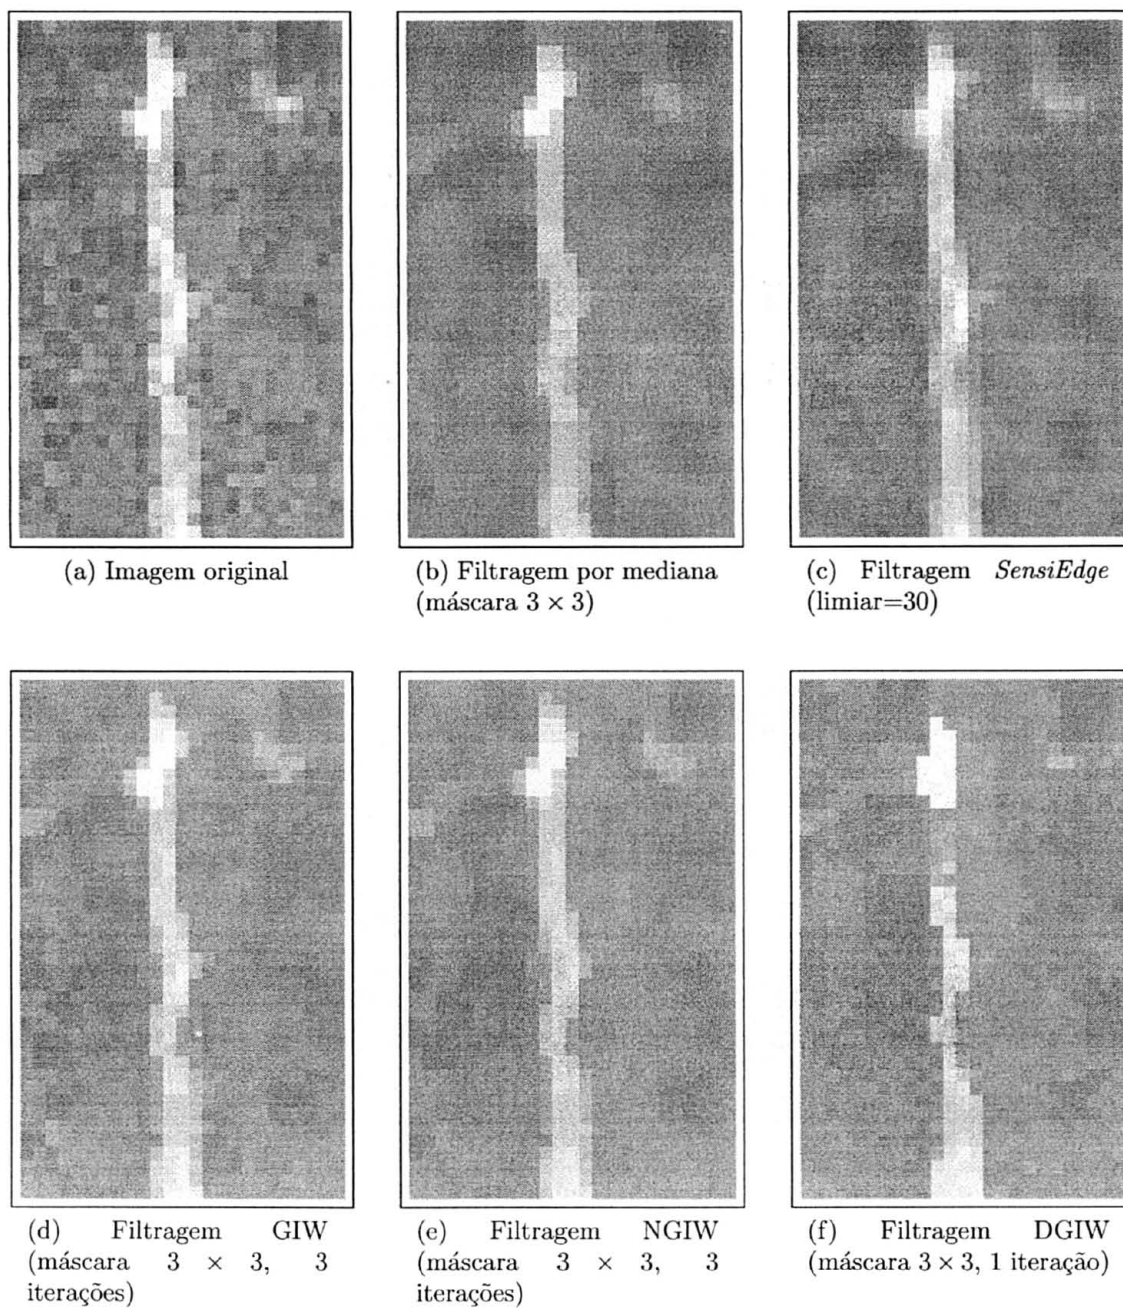 (a) Imagem original
(b) Filtragem por mediana
(máscara 3 × 3)
(c) Filtragem SensiEdge
(limiar=30)
(d) Filtragem GIW
(máscara 3 × 3, 3
iterações)
(e) Filtragem NGIW
(máscara 3 × 3, 3
iterações)
(f) Filtragem DGIW
(máscara 3 × 3, 1 iteração)